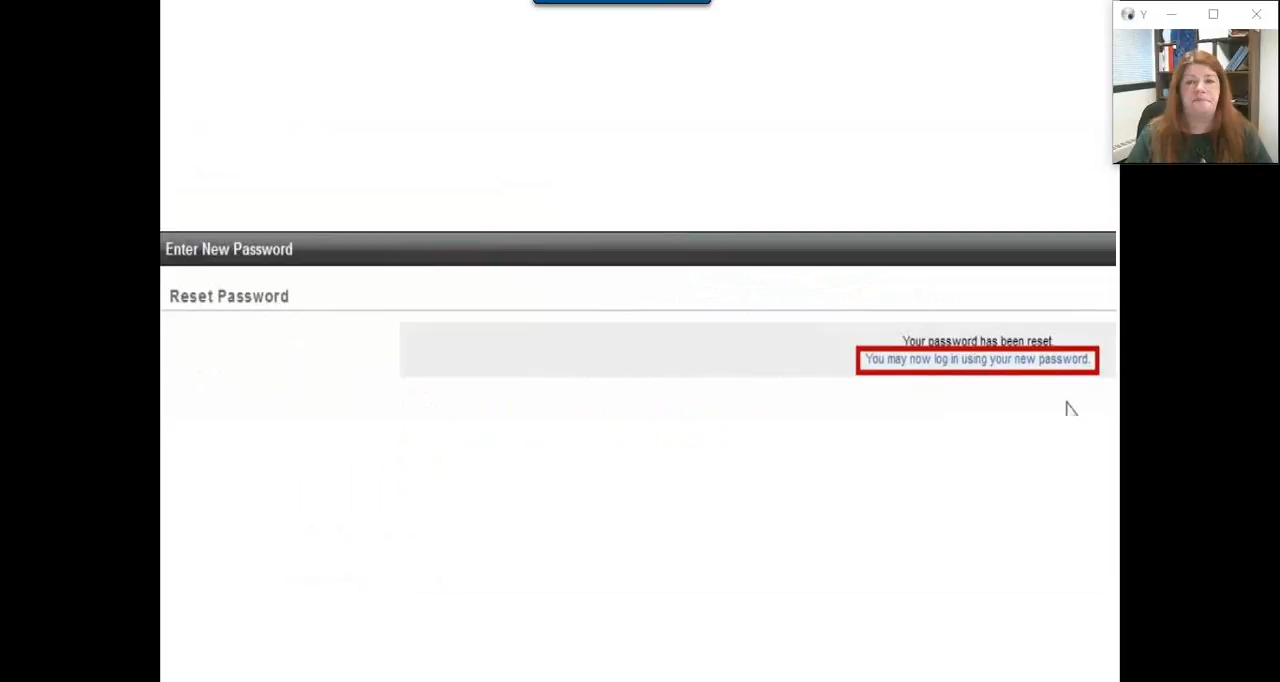 Y
Enter New Password
Reset Password
Your password has been reset.
You may now log in using your new password.